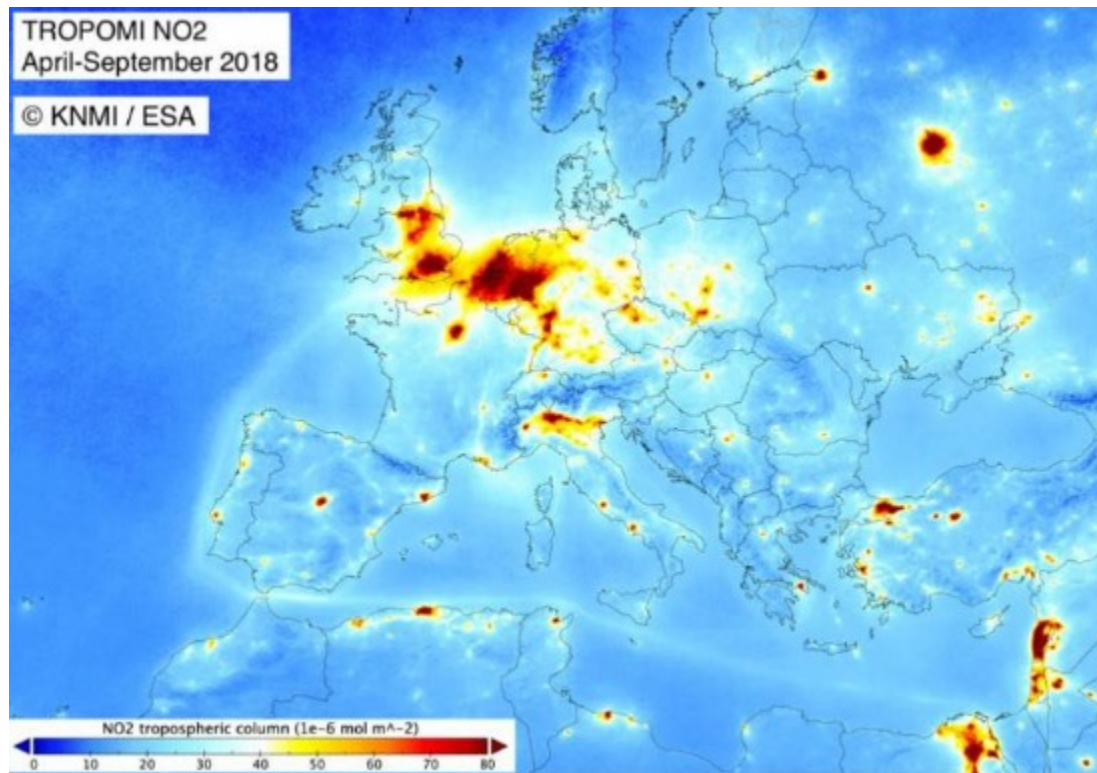 TROPOMI NO2
April-September 2018
© KNMI / ESA
NO2 tropospheric column (1e-6 mol m^-2)
0 10 20 30 40 50 60 70 80